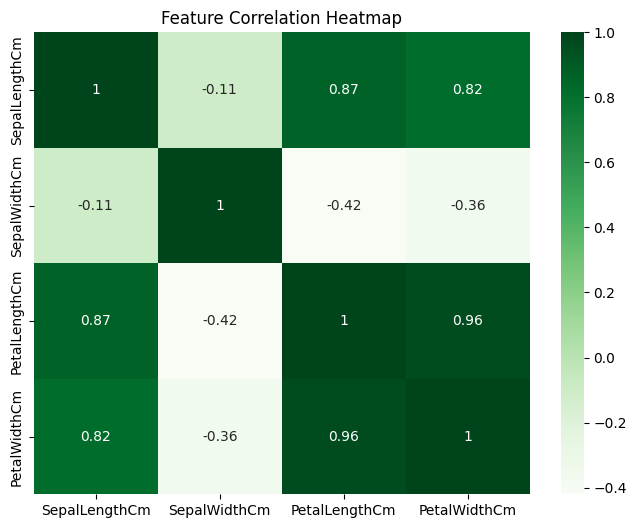 Feature Correlation Heatmap
SepalLengthCm
1 -0.11 0.87 0.82
SepalWidthCm
-0.11 1 -0.42 -0.36
PetalLengthCm
0.87 -0.42 1 0.96
PetalWidthCm
0.82 -0.36 0.96 1
SepalLengthCm SepalWidthCm PetalLengthCm PetalWidthCm
1.0
0.8
0.6
0.4
0.2
0.0
−0.2
−0.4